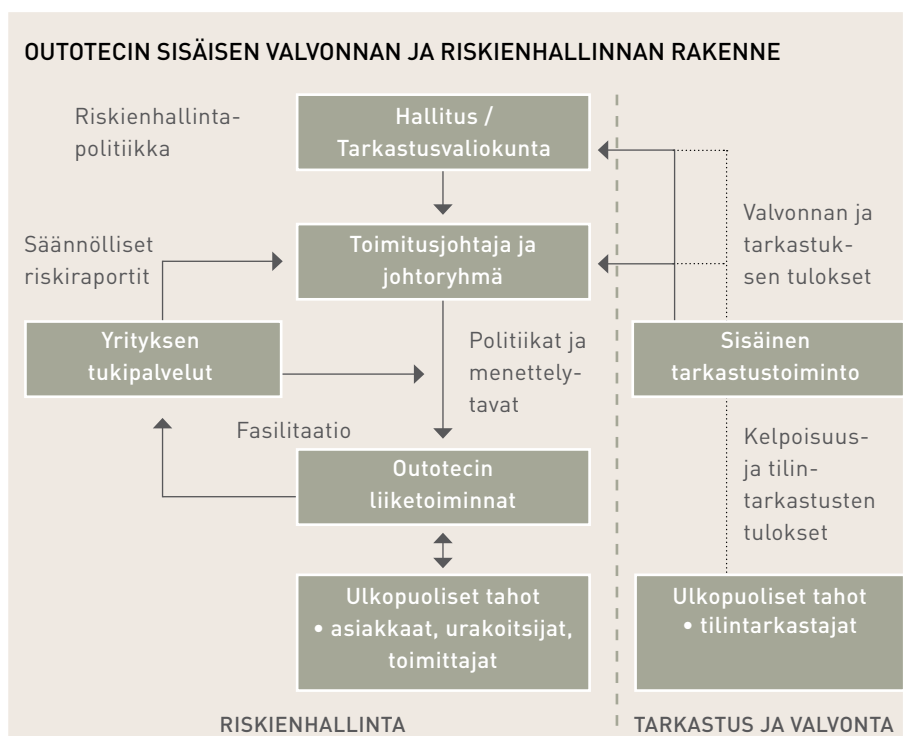 OUTOTECIN SISÄISEN VALVONNAN JA RISKIENHALLINNAN RAKENNE
Riskienhallinta-
politiikka
Hallitus /
Tarkastusvaliokunta
Säännölliset
riskiraportit
Toimitusjohtaja ja
johtoryhmä
Valvonnan ja
tarkastuk-
sen tulokset
Yrityksen
tukipalvelut
Politiikat ja
menettely-
tavat
Sisäinen
tarkastustoiminto
Fasilitaatio
Outotecin
liiketoiminnat
Kelpoisuus-
ja tilin-
tarkastusten
tulokset
Ulkopuoliset tahot
• asiakkaat, urakoitsijat,
toimittajat
Ulkopuoliset tahot
• tilintarkastajat
RISKIENHALLINTA
TARKASTUS JA VALVONTA